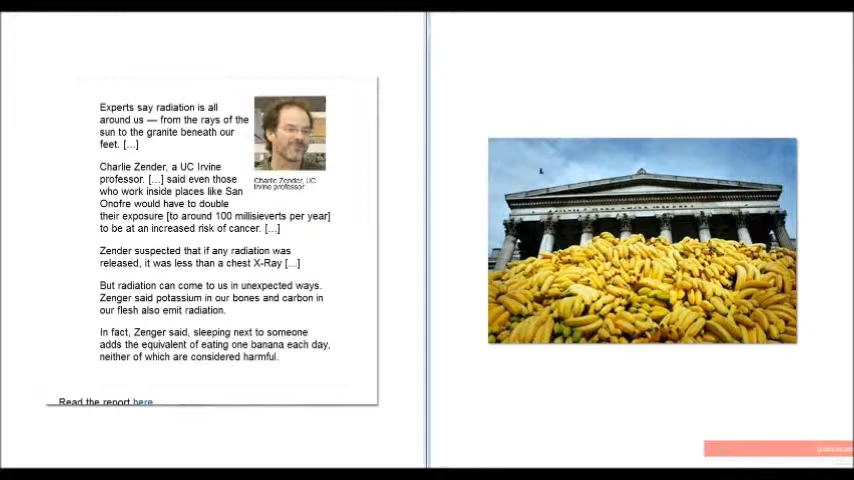 Experts say radiation is all
around us — from the rays of the
sun to the granite beneath our
feet. [...]
Charlie Zender, a UC Irvine
professor. [...] said even those
who work inside places like San
Onofre would have to double
their exposure [to around 100 millisieverts per year]
to be at an increased risk of cancer. [...]
Charlie Zender, UC
Irvine professor
Zender suspected that if any radiation was
released, it was less than a chest X-Ray [...]
But radiation can come to us in unexpected ways.
Zenger said potassium in our bones and carbon in
our flesh also emit radiation.
In fact, Zenger said, sleeping next to someone
adds the equivalent of eating one banana each day,
neither of which are considered harmful.
Read the report here